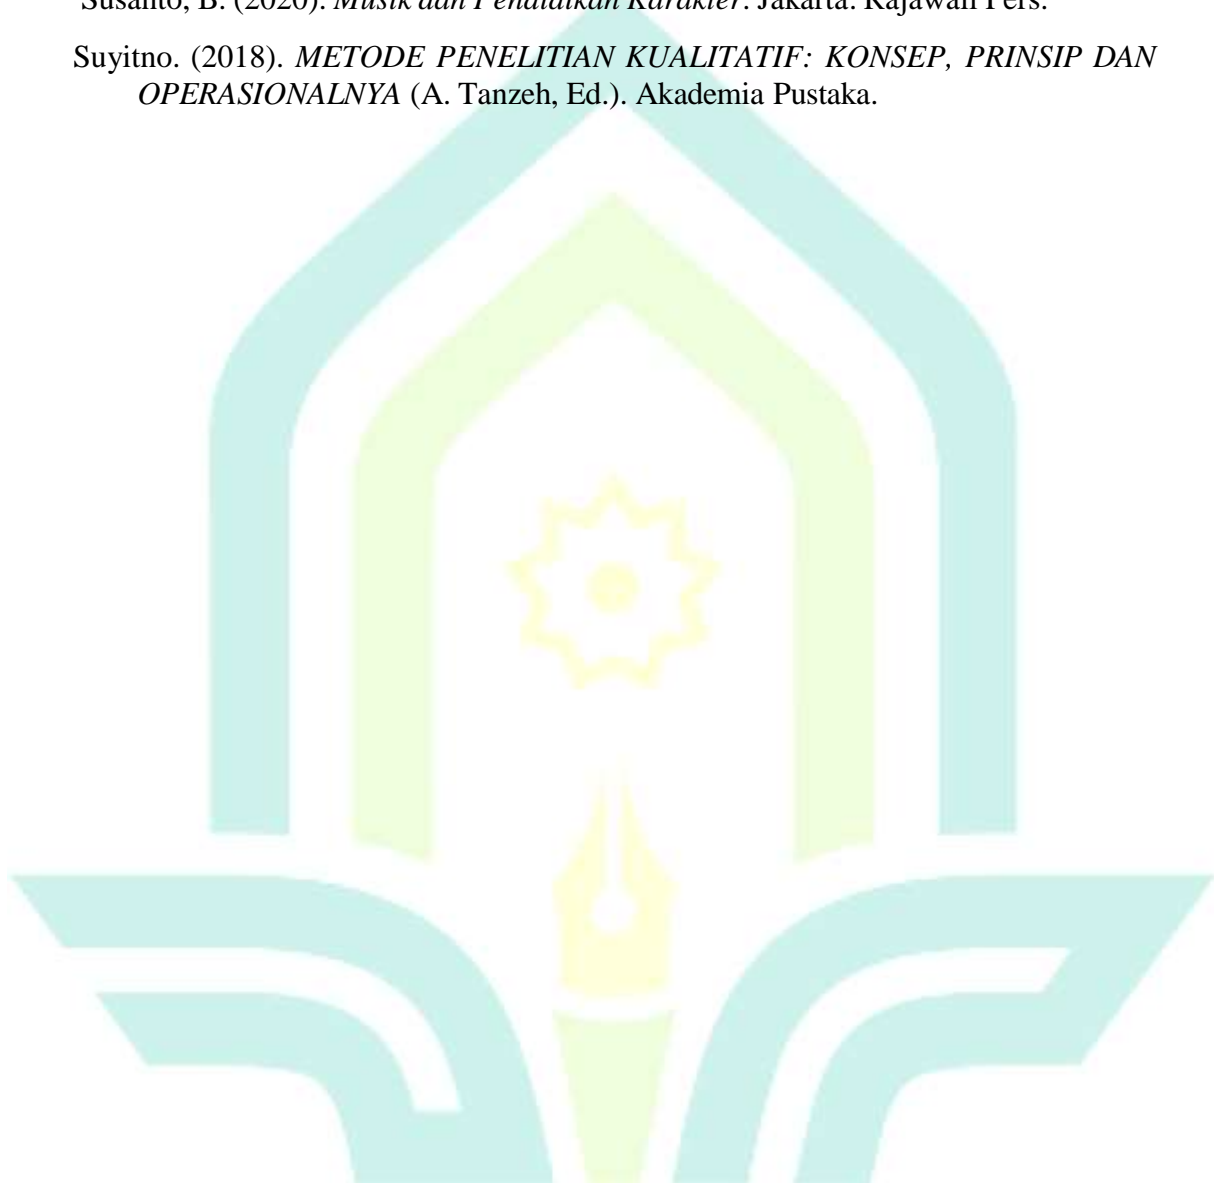 Susanto, B. (2020). Musik dan Pendidikan Karakter. Jakarta: Rajawali Pers.
Suyitno. (2018). METODE PENELITIAN KUALITATIF: KONSEP, PRINSIP DAN
OPERASIONALNYA (A. Tanzeh, Ed.). Akademia Pustaka.